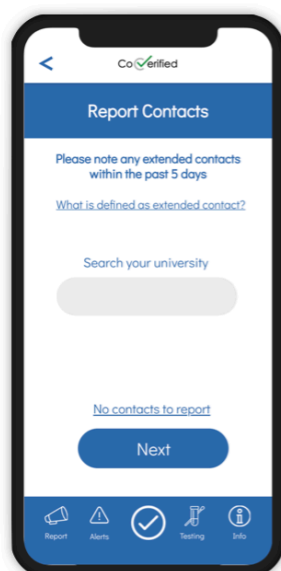 CoVerified
Report Contacts
Please note any extended contacts
within the past 5 days
What is defined as extended contact?
Search your university
No contacts to report
Next
Report Alerts Testing Info